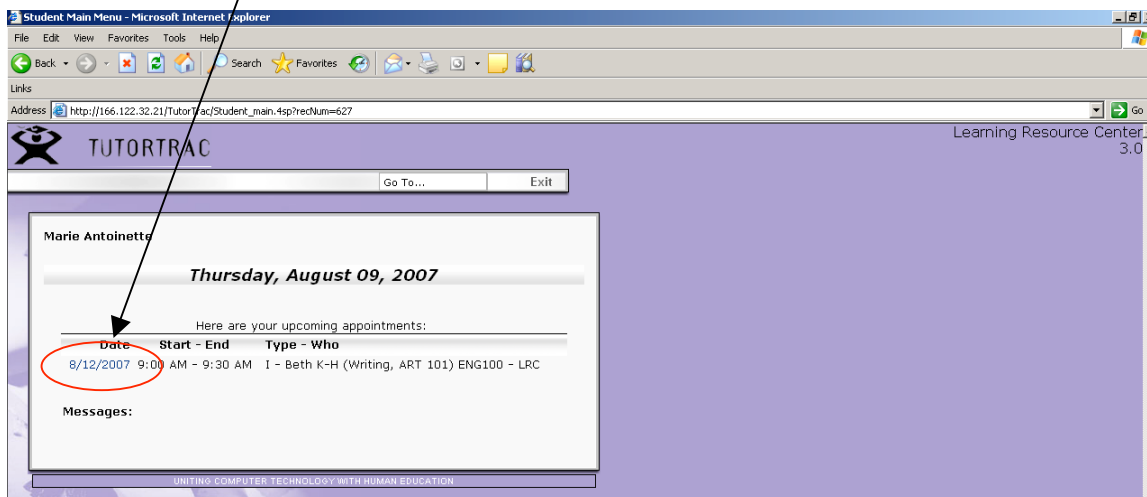 Student Main Menu - Microsoft Internet Explorer
File Edit View Favorites Tools Help
Back Search Favorites
Links
Address http://166.122.32.21/TutorTrac/Student_main.4sp?recNum=627 Go
TUTORTRAC
Learning Resource Center
3.0
Go To... Exit
Marie Antoinette
Thursday, August 09, 2007
Here are your upcoming appointments:
Date Start - End Type - Who
8/12/2007 9:00 AM - 9:30 AM I - Beth K-H (Writing, ART 101) ENG100 - LRC
Messages:
UNITING COMPUTER TECHNOLOGY WITH HUMAN EDUCATION